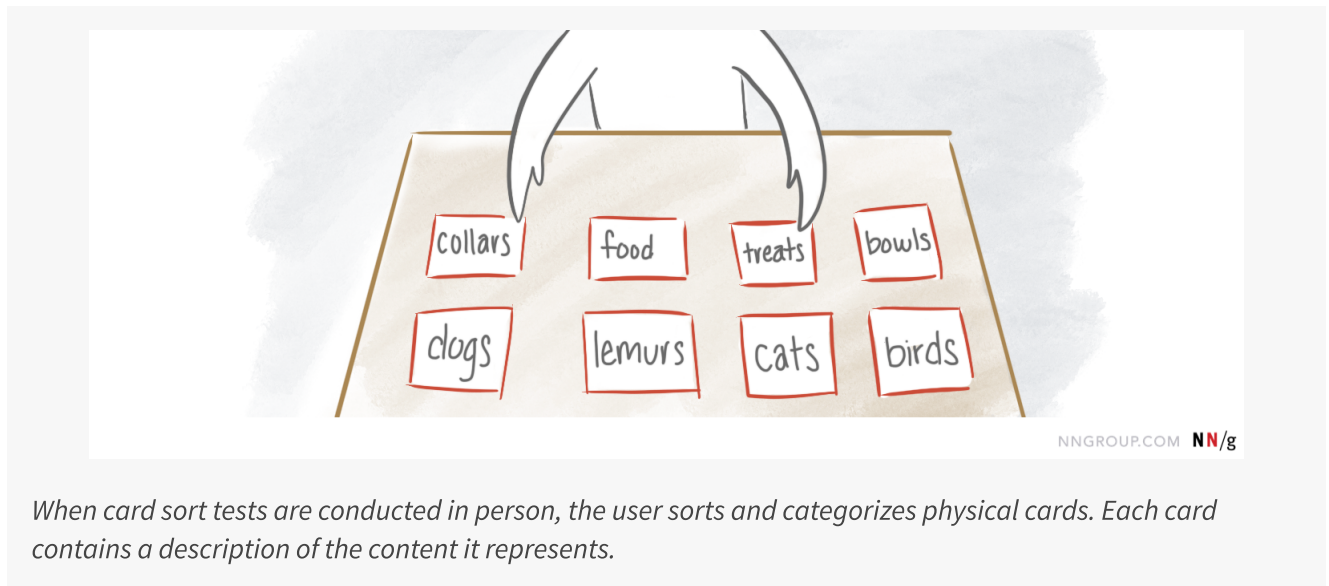 collars food treats bowls
dogs lemurs cats birds
NNGROUP.COM NN/g
When card sort tests are conducted in person, the user sorts and categorizes physical cards. Each card
contains a description of the content it represents.